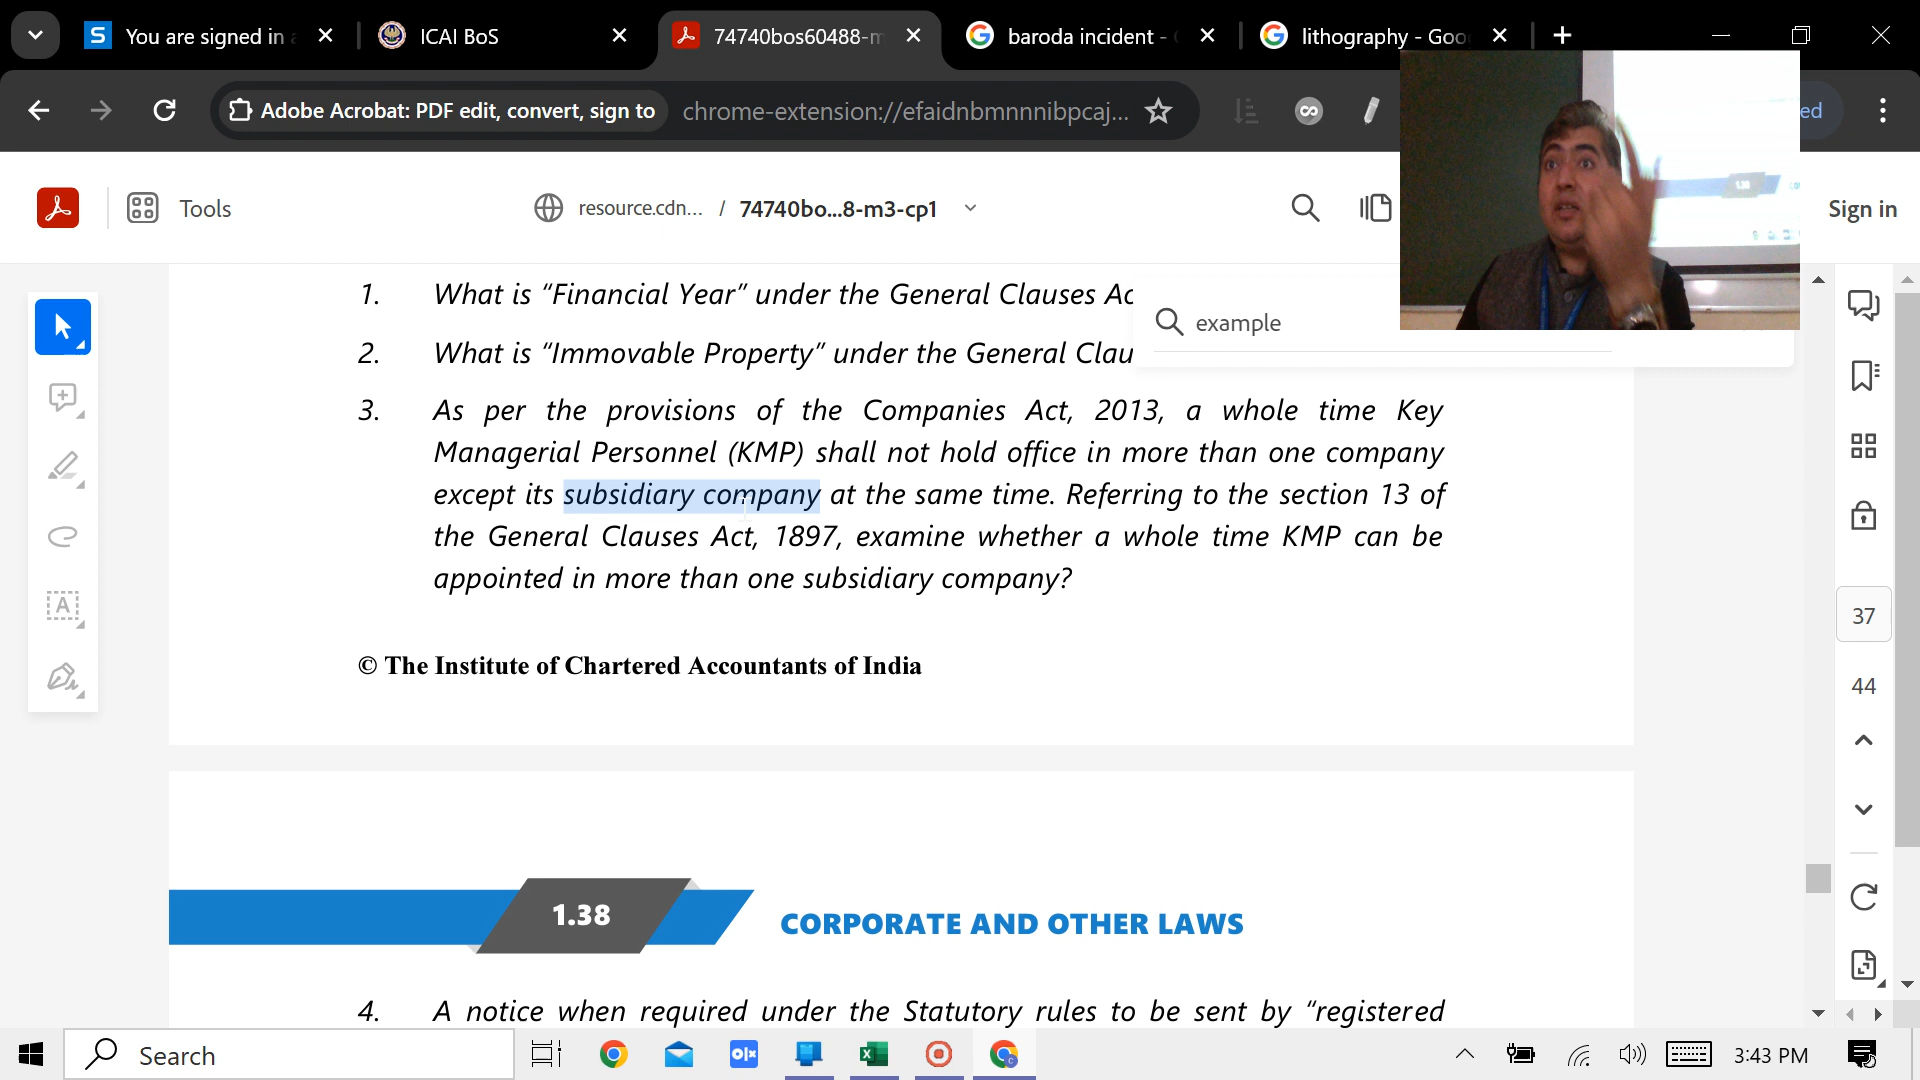 You are signed in
ICAI BoS
74740bos60488-m
baroda incident -
lithography - Goo
Adobe Acrobat: PDF edit, convert, sign to
chrome-extension://efaidnbmnnnibpcaj...
ed
Tools
resource.cdn... / 74740bo...8-m3-cp1
Sign in
example
1. What is “Financial Year” under the General Clauses Ac
2. What is “Immovable Property” under the General Clau
3. As per the provisions of the Companies Act, 2013, a whole time Key
Managerial Personnel (KMP) shall not hold office in more than one company
except its subsidiary company at the same time. Referring to the section 13 of
the General Clauses Act, 1897, examine whether a whole time KMP can be
appointed in more than one subsidiary company?
© The Institute of Chartered Accountants of India
37
44
1.38
CORPORATE AND OTHER LAWS
4. A notice when required under the Statutory rules to be sent by “registered
Search
3:43 PM